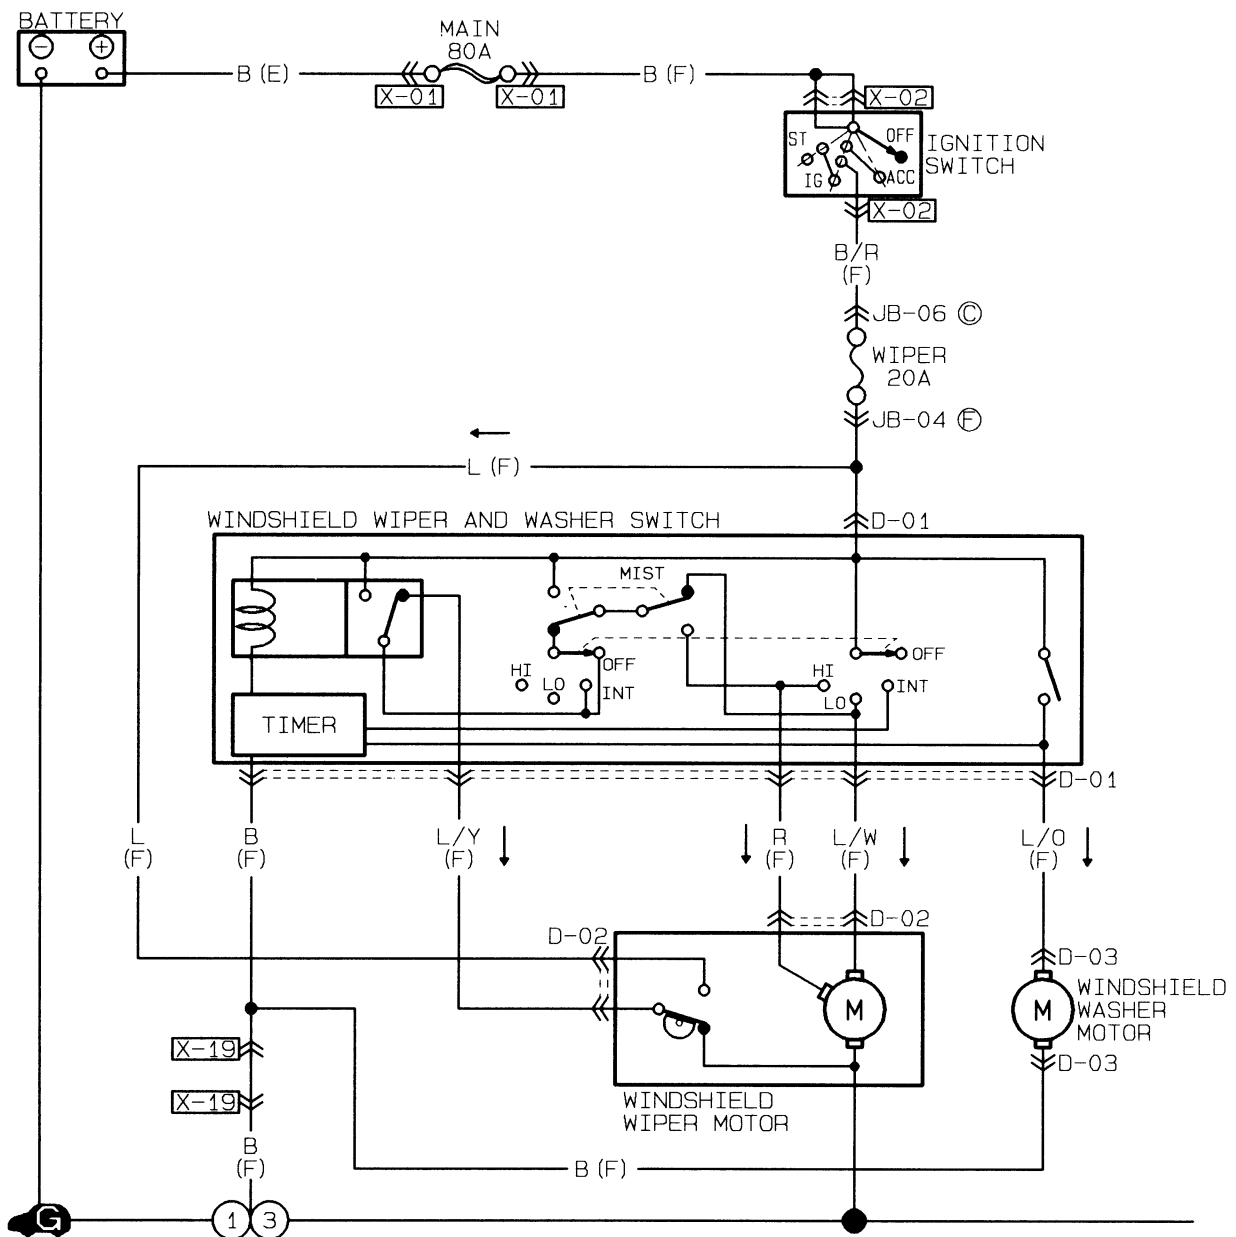 BATTERY
− +
MAIN
80A
B (E)
B (F)
X-01
X-01
X-02
ST
OFF
IG
ACC
IGNITION
SWITCH
X-02
B/R
(F)
JB-06 C
WIPER
20A
JB-04 F
L (F)
WINDSHIELD WIPER AND WASHER SWITCH
D-01
MIST
OFF
HI
LO
INT
OFF
HI
LO
INT
TIMER
D-01
L
(F)
B
(F)
L/Y
(F)
R
(F)
L/W
(F)
L/O
(F)
D-02
D-02
D-03
M
M
WINDSHIELD
WASHER
MOTOR
X-19
D-03
X-19
WINDSHIELD
WIPER MOTOR
B
(F)
B (F)
G
1
3